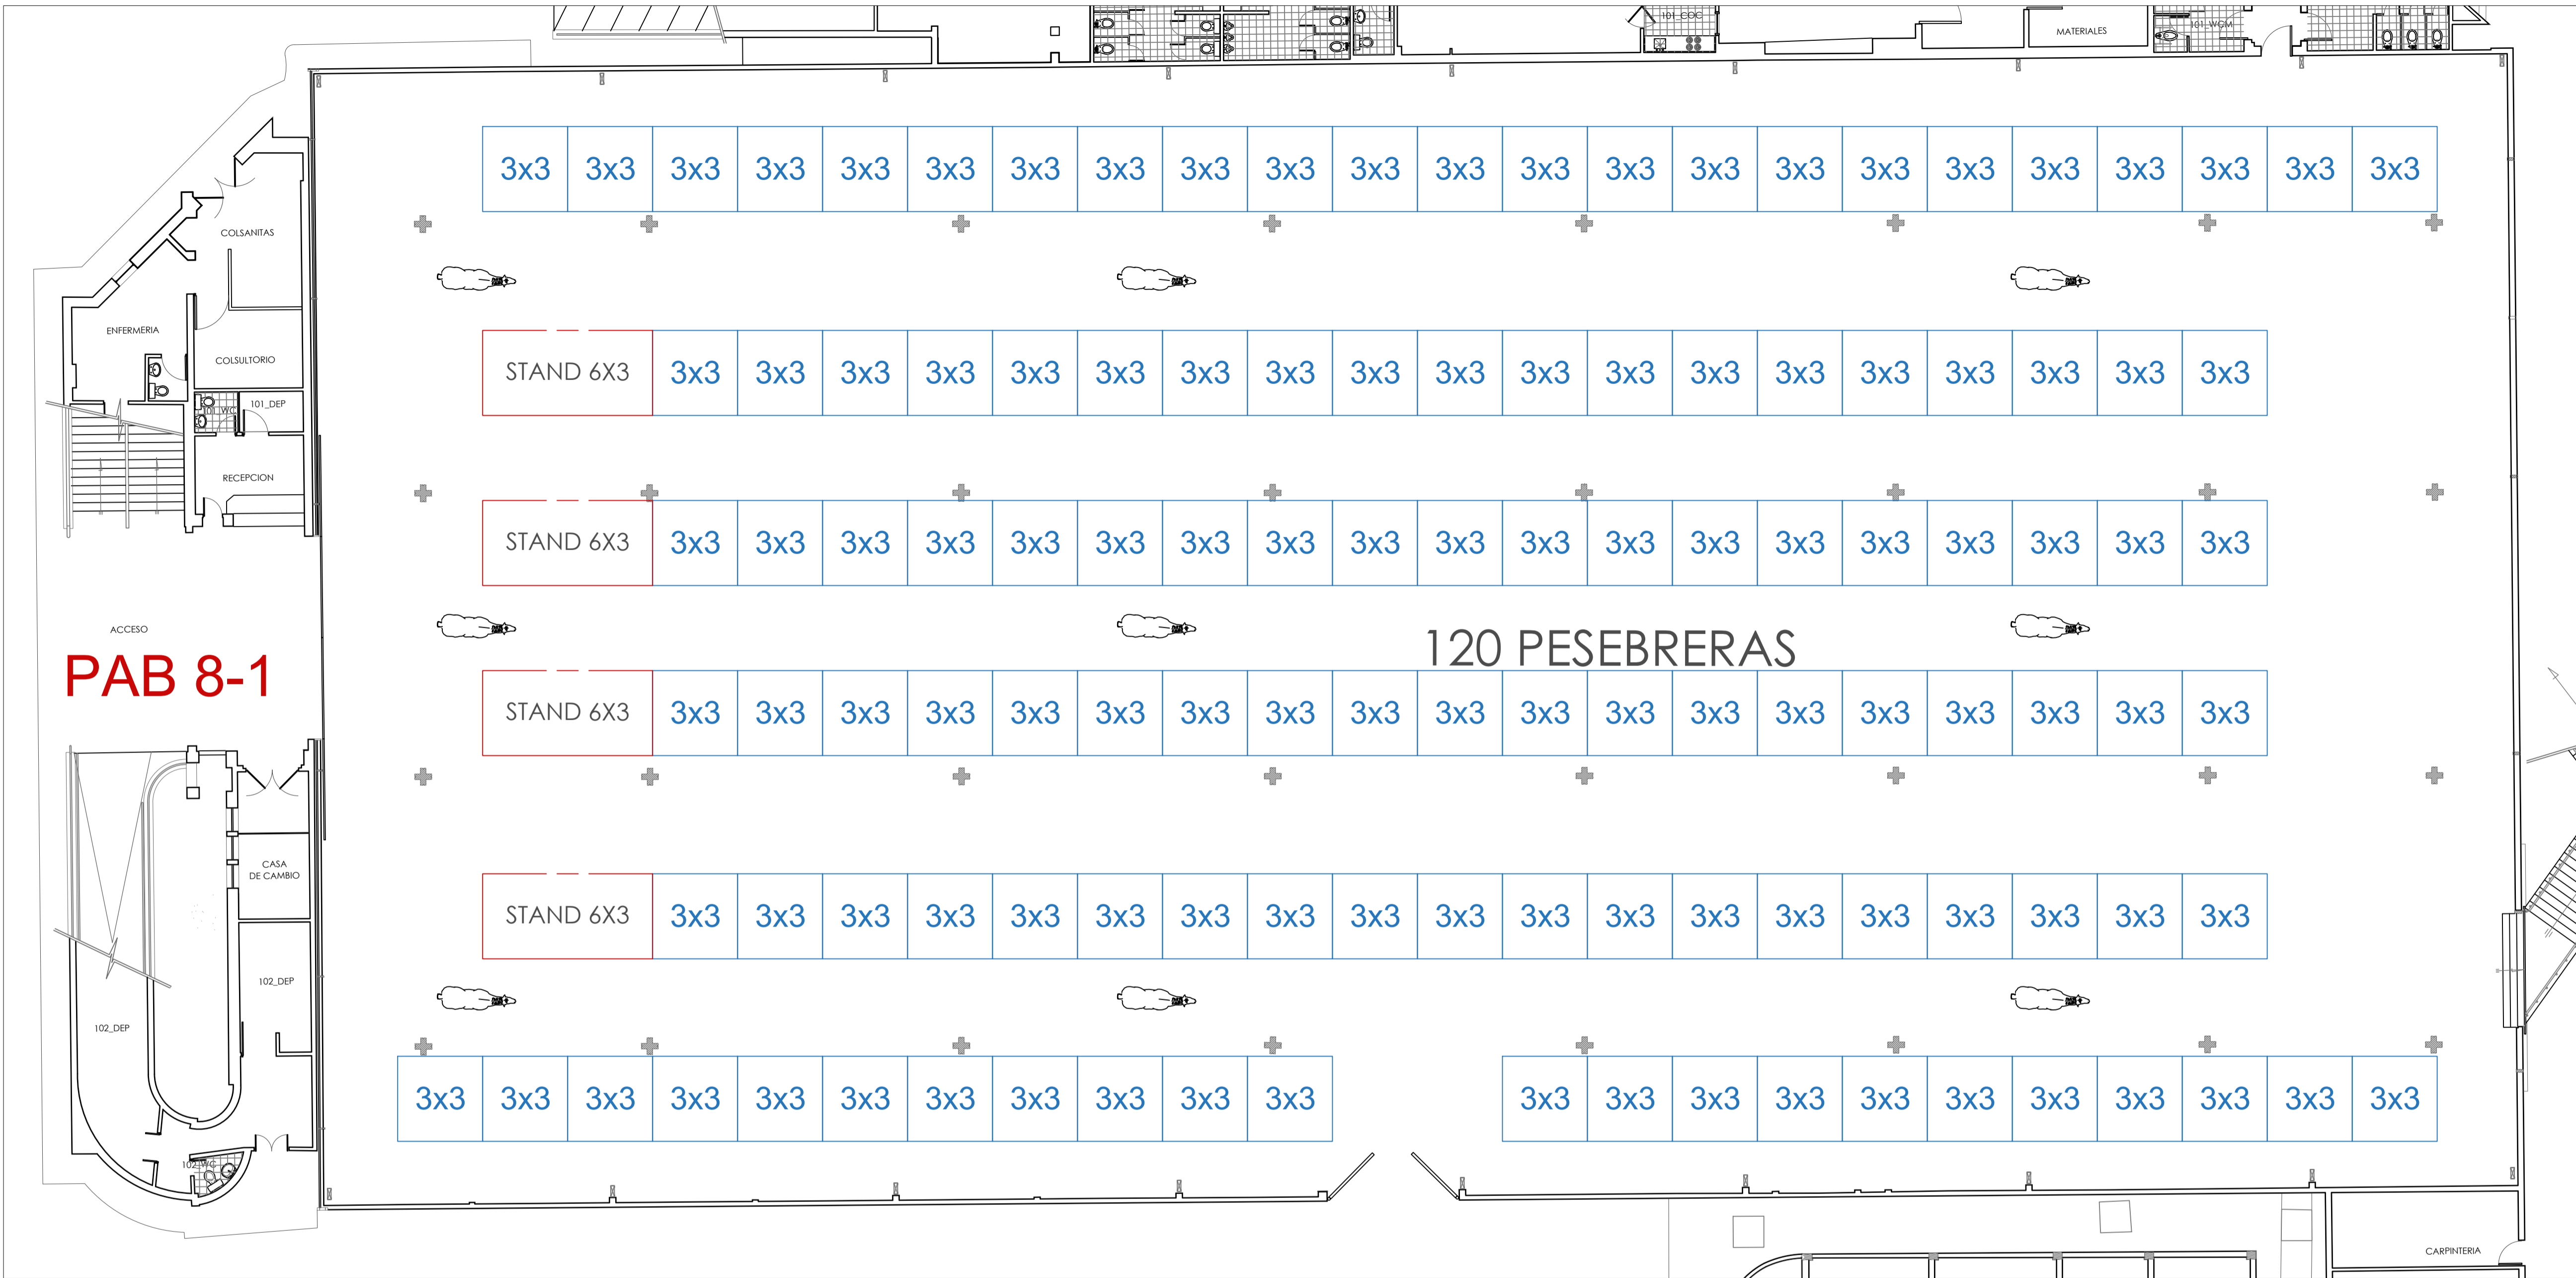 101_COC
MATERIALES
101_WCM
3x3 3x3 3x3 3x3 3x3 3x3 3x3 3x3 3x3 3x3 3x3 3x3 3x3 3x3 3x3 3x3 3x3 3x3 3x3 3x3 3x3 3x3 3x3
COLSANITAS
ENFERMERIA
COLSULTORIO
STAND 6X3 3x3 3x3 3x3 3x3 3x3 3x3 3x3 3x3 3x3 3x3 3x3 3x3 3x3 3x3 3x3 3x3 3x3 3x3 3x3
101_WC
101_DEP
RECEPCION
STAND 6X3 3x3 3x3 3x3 3x3 3x3 3x3 3x3 3x3 3x3 3x3 3x3 3x3 3x3 3x3 3x3 3x3 3x3 3x3 3x3
ACCESO
PAB 8-1
120 PESEBRERAS
STAND 6X3 3x3 3x3 3x3 3x3 3x3 3x3 3x3 3x3 3x3 3x3 3x3 3x3 3x3 3x3 3x3 3x3 3x3 3x3 3x3
CASA
DE CAMBIO
STAND 6X3 3x3 3x3 3x3 3x3 3x3 3x3 3x3 3x3 3x3 3x3 3x3 3x3 3x3 3x3 3x3 3x3 3x3 3x3 3x3
102_DEP
102_DEP
3x3 3x3 3x3 3x3 3x3 3x3 3x3 3x3 3x3 3x3 3x3 3x3 3x3 3x3 3x3 3x3 3x3 3x3 3x3 3x3 3x3 3x3
102_WC
CARPINTERIA